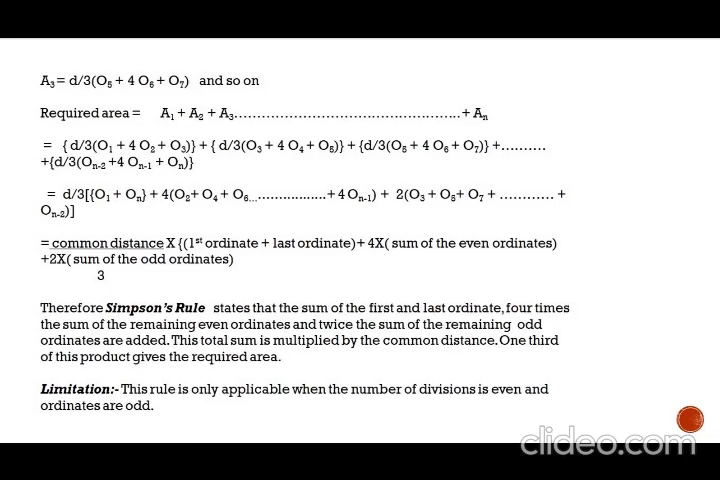 A₃ = d/3(O₅ + 4 O₆ + O₇) and so on
Required area = A₁ + A₂ + A₃................................................. + Aₙ
= { d/3(O₁ + 4 O₂ + O₃)} + { d/3(O₃ + 4 O₄ + O₅)} + {d/3(O₅ + 4 O₆ + O₇)} +..........
+{d/3(Oₙ₋₂ +4 Oₙ₋₁ + Oₙ)}
= d/3[{O₁ + Oₙ} + 4(O₂+ O₄ + O₆...................+ 4 Oₙ₋₁) + 2(O₃ + O₅+ O₇ + ............ +
Oₙ₋₂)]
= common distance X {(1ˢᵗ ordinate + last ordinate)+ 4X( sum of the even ordinates)
+2X( sum of the odd ordinates)
3
Therefore Simpson's Rule states that the sum of the first and last ordinate, four times
the sum of the remaining even ordinates and twice the sum of the remaining odd
ordinates are added. This total sum is multiplied by the common distance. One third
of this product gives the required area.
Limitation:- This rule is only applicable when the number of divisions is even and
ordinates are odd.
clideo.com